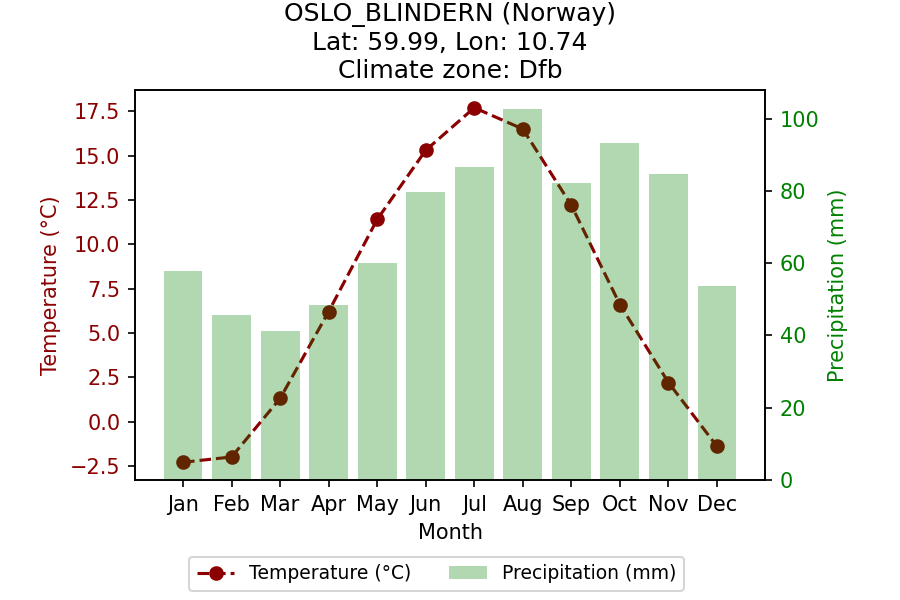 OSLO_BLINDERN (Norway)
Lat: 59.99, Lon: 10.74
Climate zone: Dfb
Temperature (°C)
17.5
15.0
12.5
10.0
7.5
5.0
2.5
0.0
−2.5
100
80
60
40
20
0
Precipitation (mm)
Jan Feb Mar Apr May Jun Jul Aug Sep Oct Nov Dec
Month
Temperature (°C) Precipitation (mm)